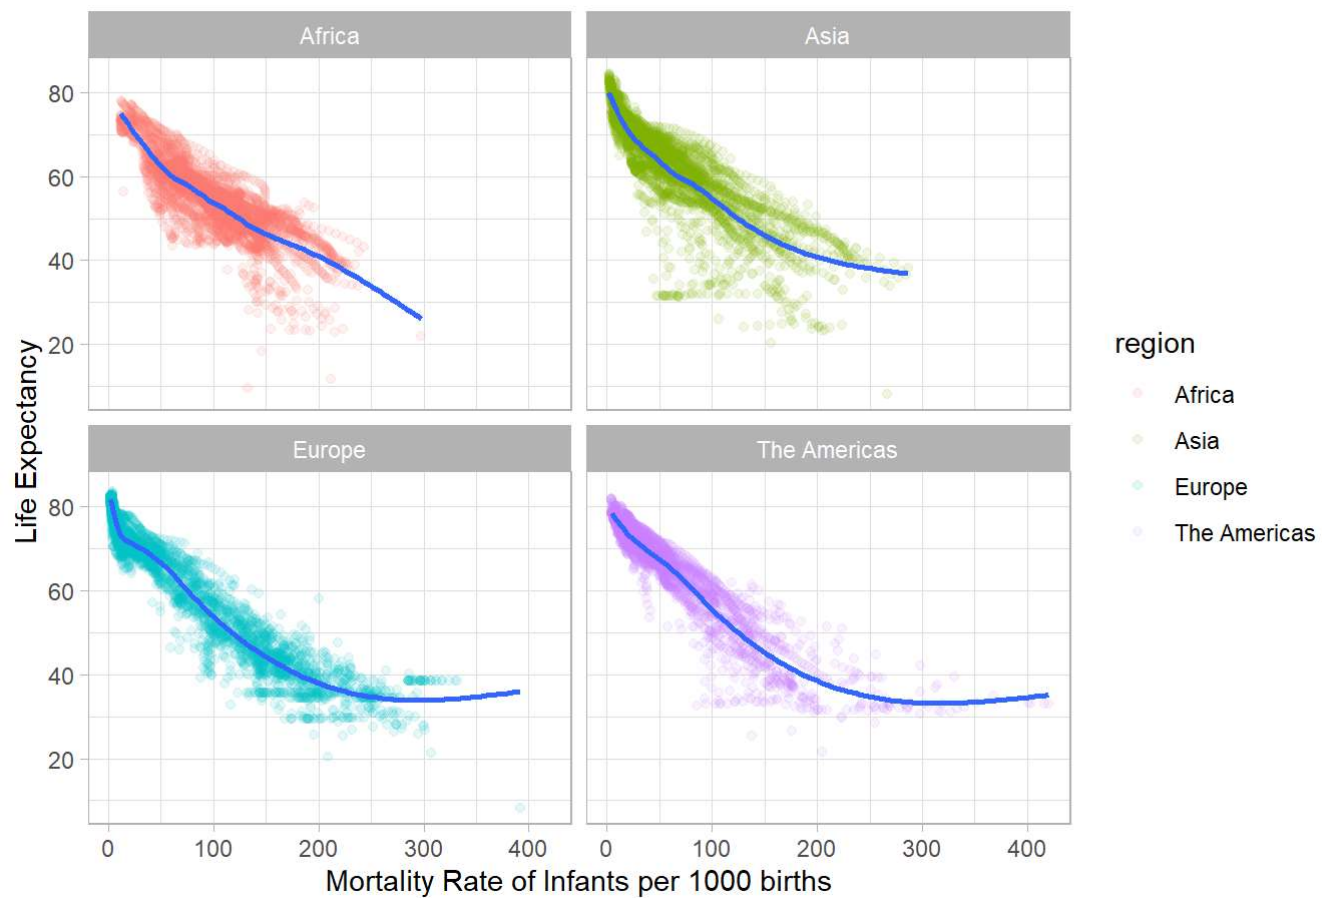 Africa
Asia
80
60
40
20
Europe
The Americas
80
60
40
20
0
100
200
300
400
0
100
200
300
400
Life Expectancy
Mortality Rate of Infants per 1000 births
region
Africa
Asia
Europe
The Americas